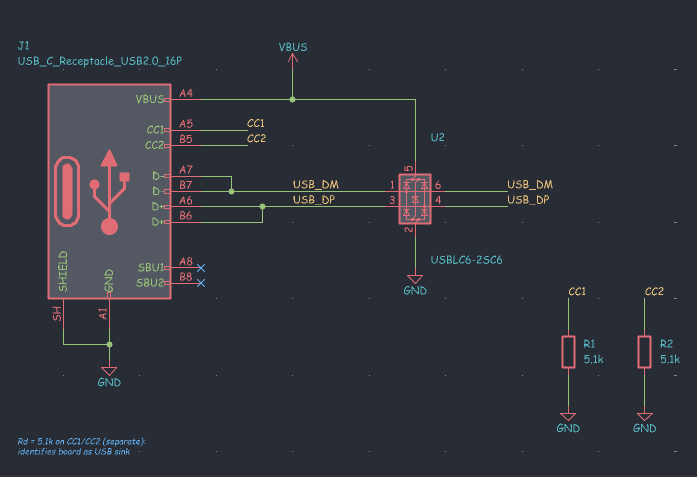 J1
USB_C_Receptacle_USB2.0_16P
VBUS
VBUS A4
CC1 A5 CC1
CC2 B5 CC2
U2
D- A7
D- B7 USB_DM 1 6 USB_DM
D+ A6 USB_DP 3 4 USB_DP
D+ B6
5
2
USBLC6-2SC6
GND
SBU1 A8
SBU2 B8
SHIELD
GND
SH
A1
GND
CC1
CC2
R1
5.1k
R2
5.1k
GND
GND
Rd = 5.1k on CC1/CC2 (separate):
identifies board as USB sink